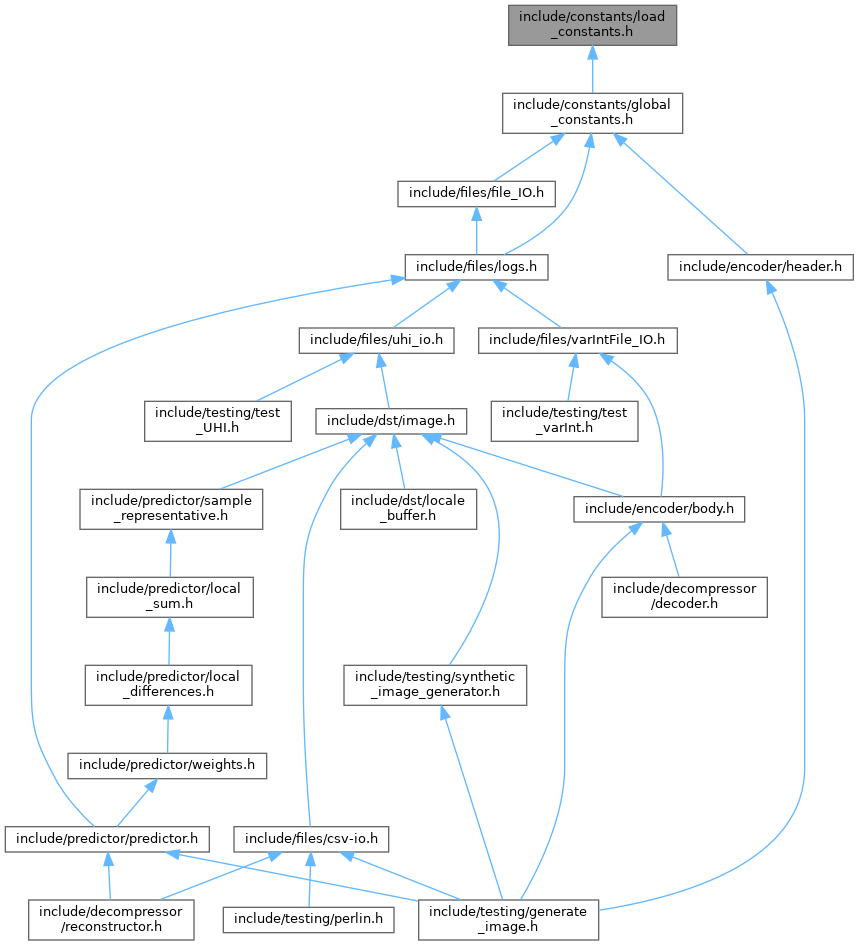 include/constants/load
_constants.h
include/constants/global
_constants.h
include/files/file_IO.h
include/files/logs.h
include/encoder/header.h
include/files/uhi_io.h
include/files/varIntFile_IO.h
include/testing/test
_UHI.h
include/dst/image.h
include/testing/test
_varInt.h
include/predictor/sample
_representative.h
include/dst/locale
_buffer.h
include/encoder/body.h
include/predictor/local
_sum.h
include/decompressor
/decoder.h
include/predictor/local
_differences.h
include/testing/synthetic
_image_generator.h
include/predictor/weights.h
include/predictor/predictor.h
include/files/csv-io.h
include/decompressor
/reconstructor.h
include/testing/perlin.h
include/testing/generate
_image.h